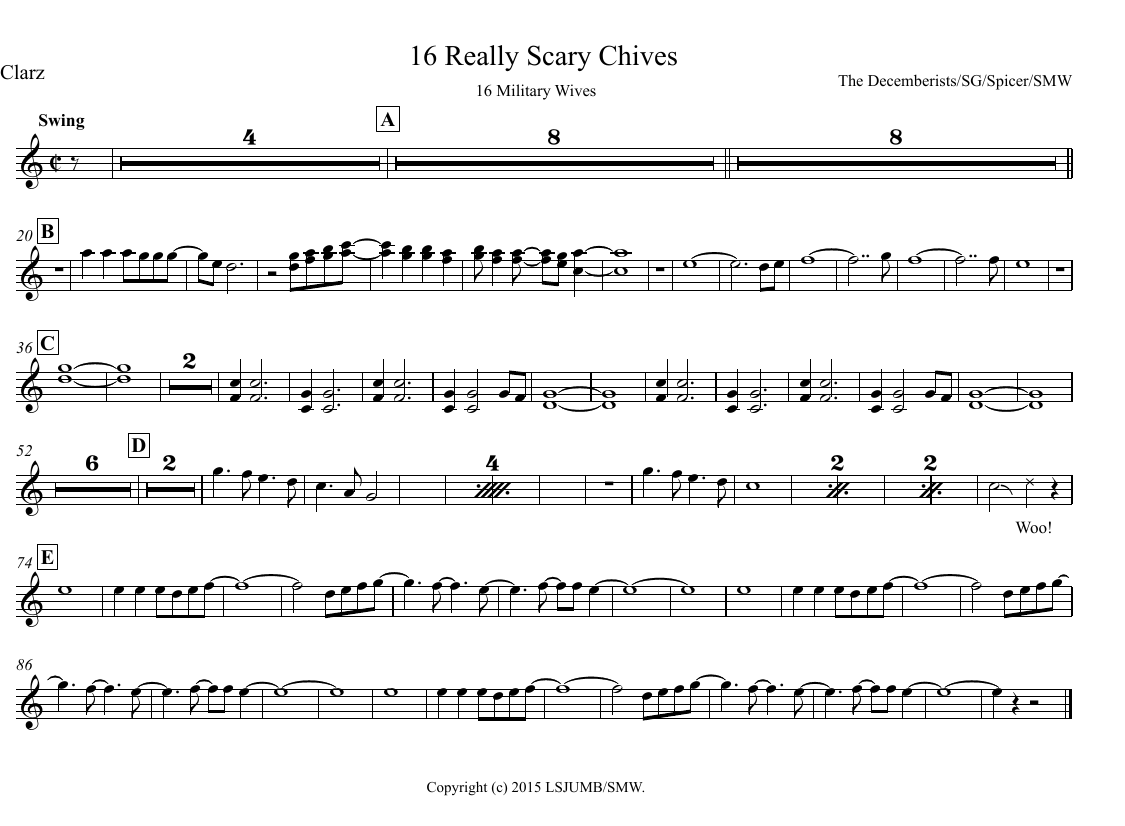 16 Really Scary Chives
Clarz
16 Military Wives
The Decemberists/SG/Spicer/SMW
Swing
A
4 8 8
20 B
36 C
2
52 D
6 2 4 2 2
Woo!
74 E
86
Copyright (c) 2015 LSJUMB/SMW.